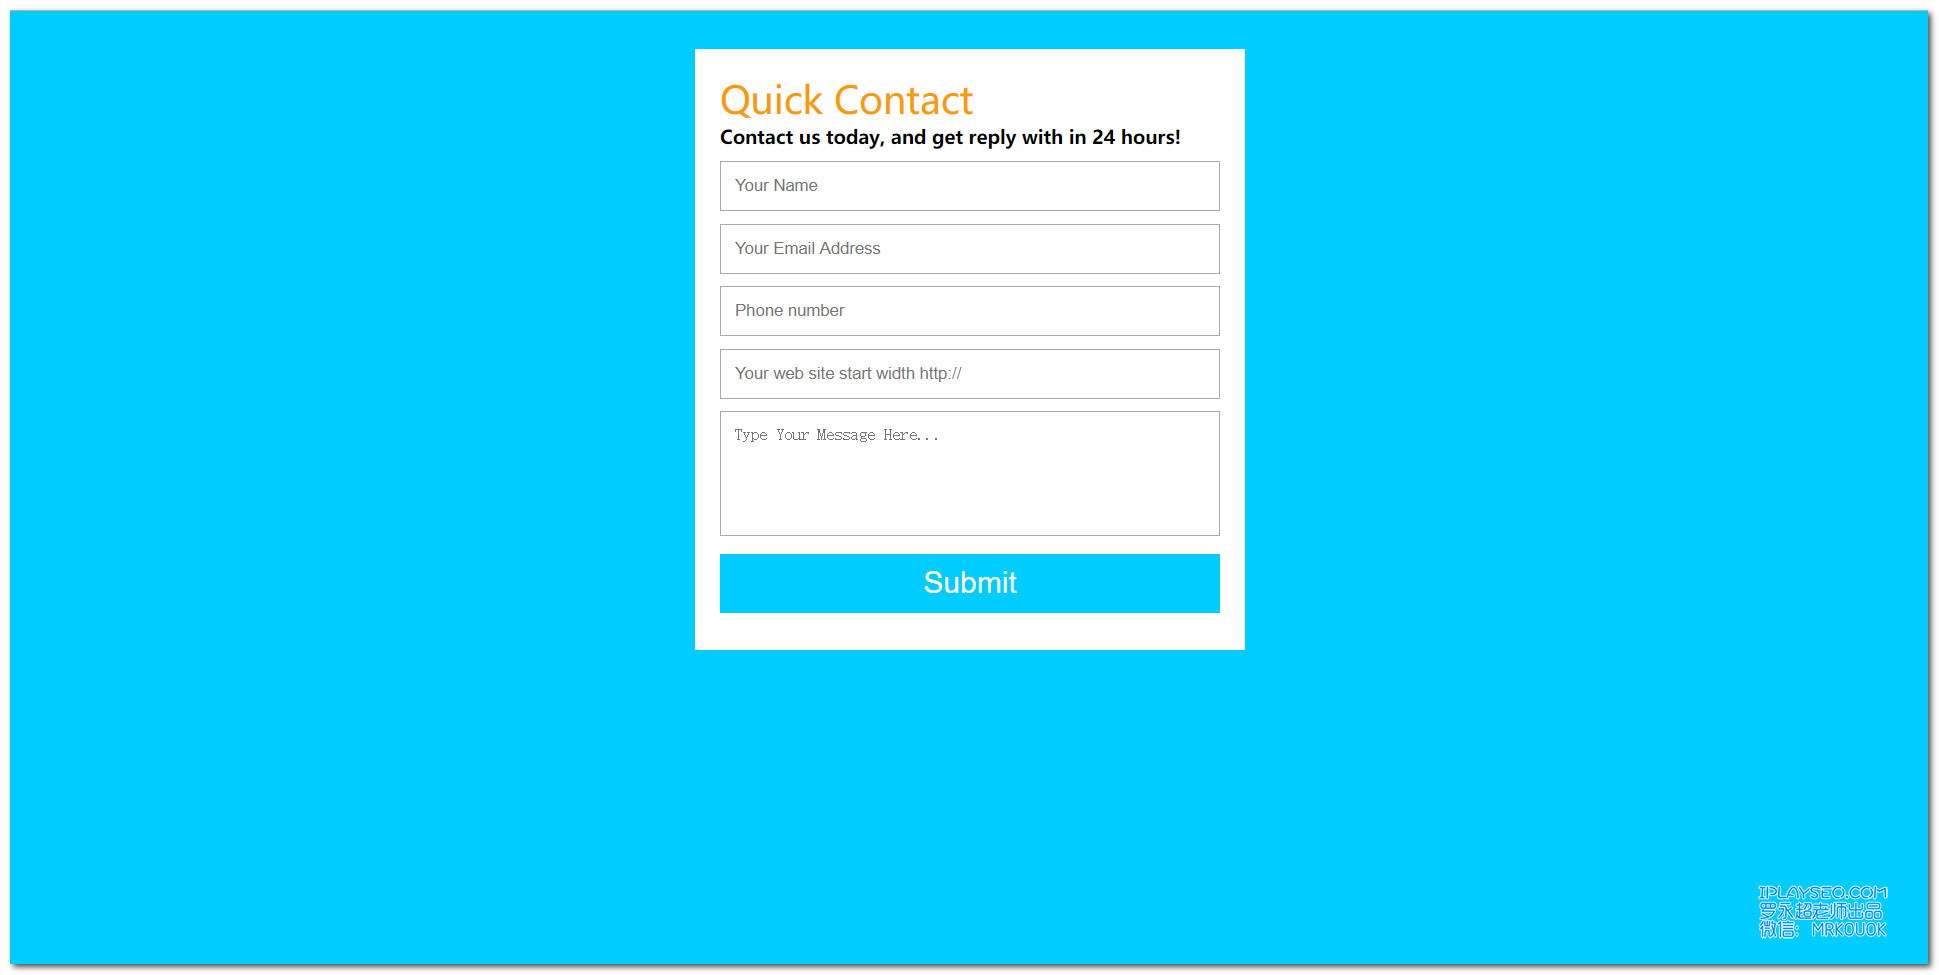 Quick Contact
Contact us today, and get reply with in 24 hours!
Your Name
Your Email Address
Phone number
Your web site start width http://
Type Your Message Here...
Submit
IPLAYSEO.COM
罗永超老师出品
微信: MRKOUOK